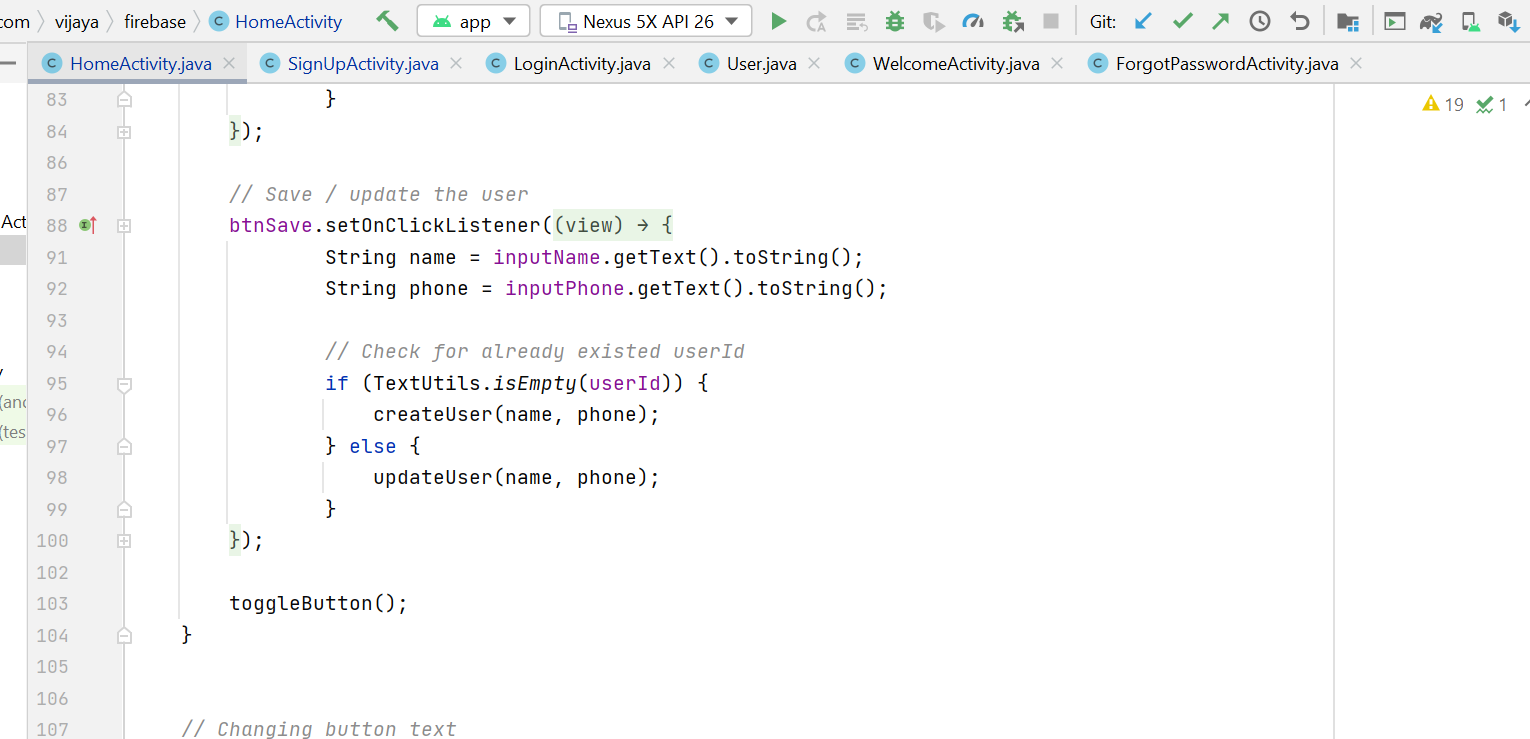 com vijaya firebase C HomeActivity app Nexus 5X API 26 Git:
C HomeActivity.java C SignUpActivity.java C LoginActivity.java C User.java C WelcomeActivity.java C ForgotPasswordActivity.java
83 }
84 });
86
87 // Save / update the user
Act 88 btnSave.setOnClickListener((view) → {
91 String name = inputName.getText().toString();
92 String phone = inputPhone.getText().toString();
93
94 // Check for already existed userId
95 if (TextUtils.isEmpty(userId)) {
(and 96 createUser(name, phone);
(tes 97 } else {
98 updateUser(name, phone);
99 }
100 });
102
103 toggleButton();
104 }
105
106
107 // Changing button text
19 1